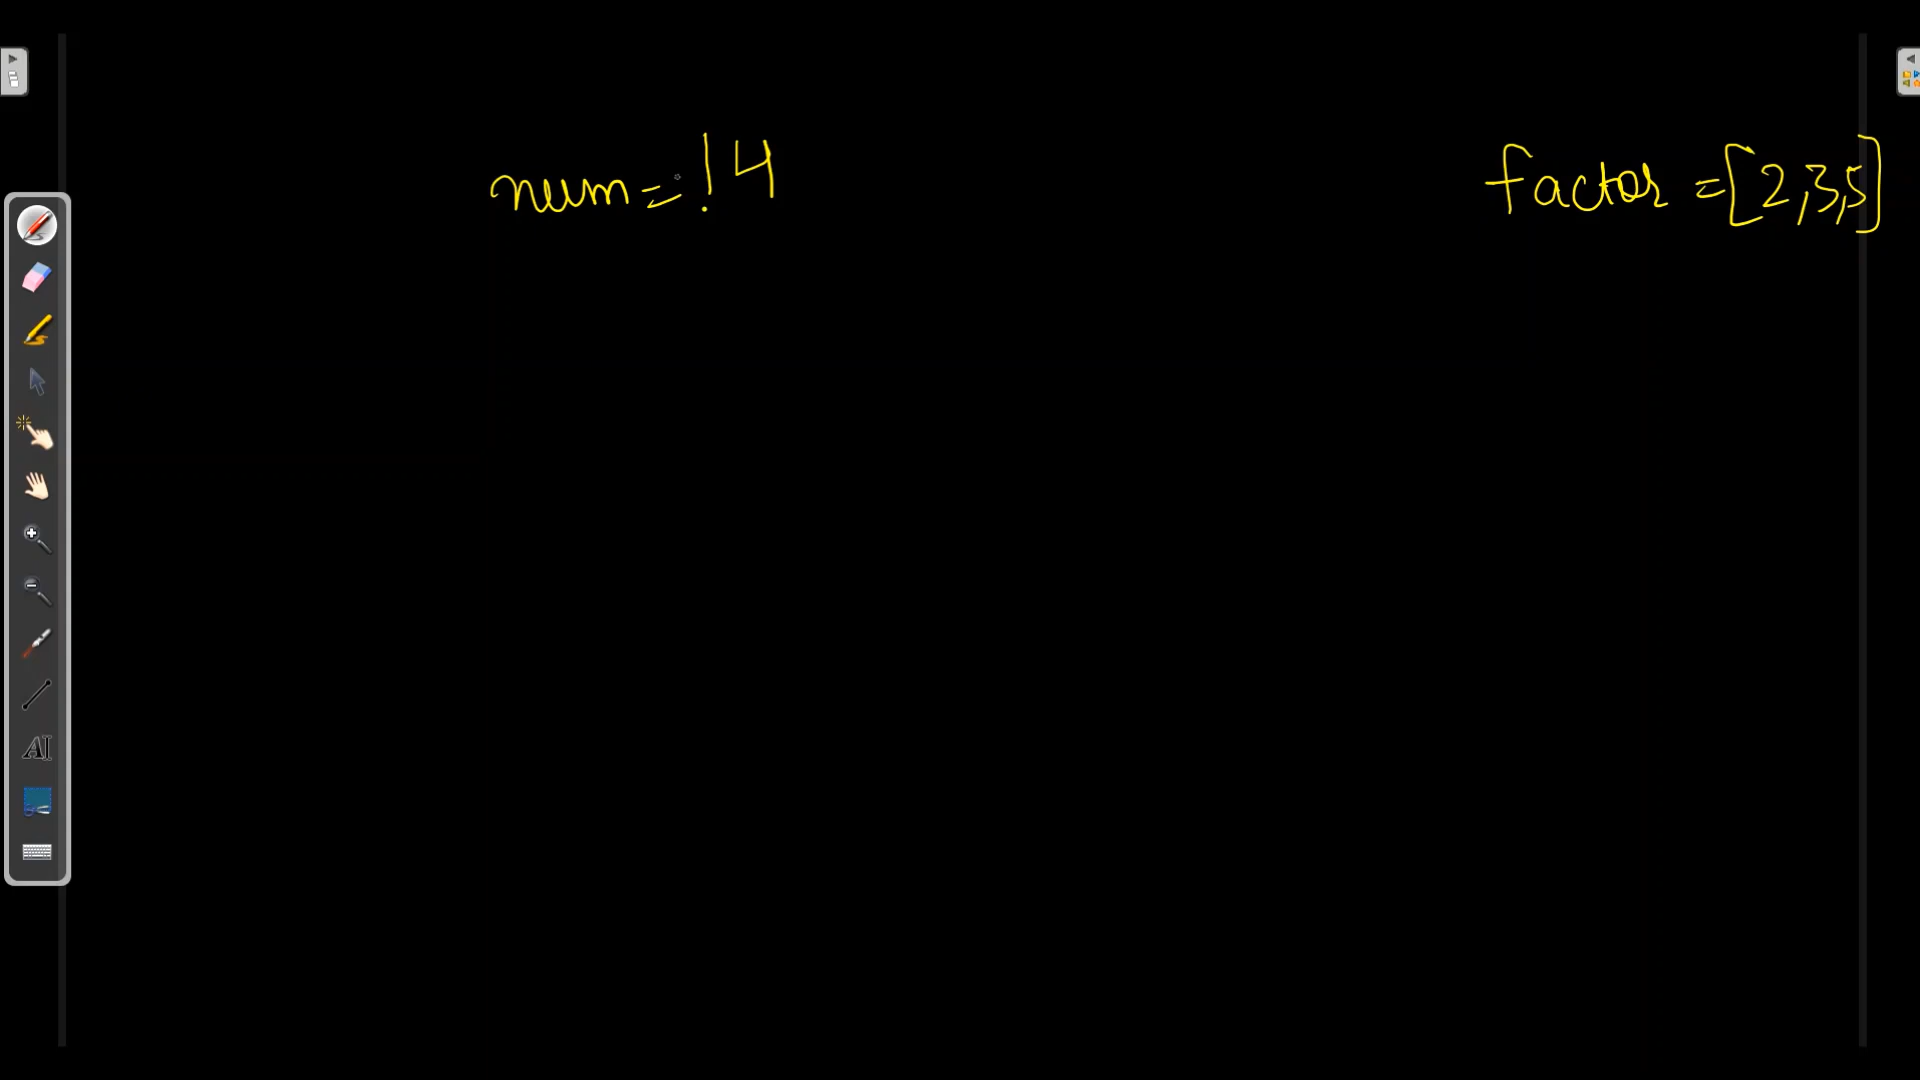 num = 14
factor = [2,3,5]